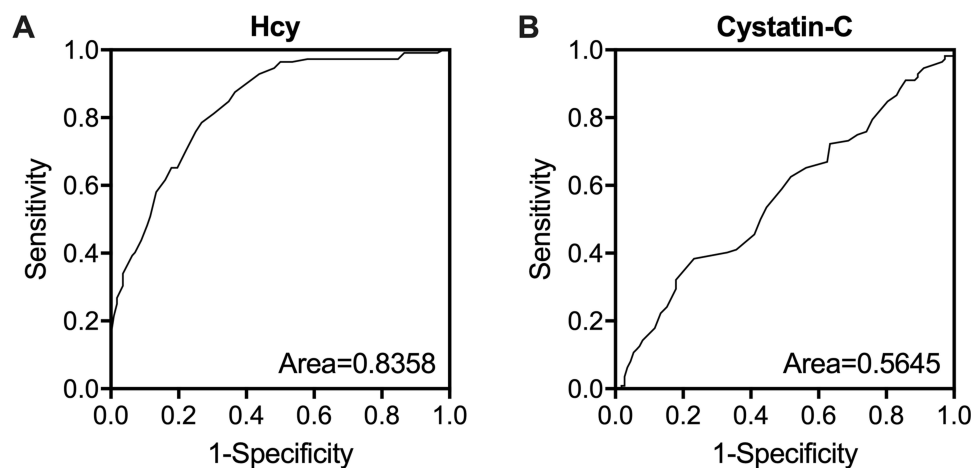 A
Hcy
1.0
0.8
0.6
0.4
0.2
0.0
Sensitivity
Area=0.8358
0.0 0.2 0.4 0.6 0.8 1.0
1-Specificity
B
Cystatin-C
1.0
0.8
0.6
0.4
0.2
0.0
Sensitivity
Area=0.5645
0.0 0.2 0.4 0.6 0.8 1.0
1-Specificity